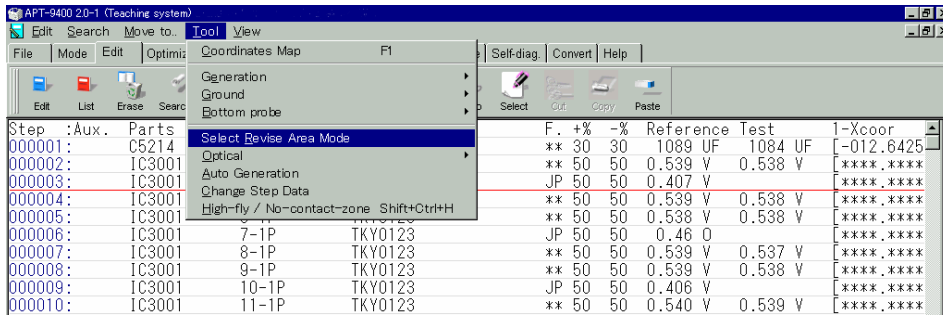 APT-9400 2.0-1 (Teaching system)
Edit Search Move to.. Tool View
File Mode Edit Optimiz Self-diag. Convert Help
Coordinates Map F1
Generation
Ground
Bottom probe
Select Revise Area Mode
Optical
Auto Generation
Change Step Data
High-fly / No-contact-zone Shift+Ctrl+H
Edit List Erase Searc Select Cut Copy Paste
Step :Aux. Parts F. +% -% Reference Test 1-Xcoor
000001: C5214 ** 30 30 1089 UF 1084 UF [-012.6425
000002: IC3001 ** 50 50 0.539 V 0.538 V [****.****
000003: IC3001 JP 50 50 0.407 V [****.****
000004: IC3001 ** 50 50 0.539 V 0.538 V [****.****
000005: IC3001 ** 50 50 0.538 V 0.538 V [****.****
000006: IC3001 7-1P TKY0123 JP 50 50 0.46 O [****.****
000007: IC3001 8-1P TKY0123 ** 50 50 0.539 V 0.537 V [****.****
000008: IC3001 9-1P TKY0123 ** 50 50 0.539 V 0.538 V [****.****
000009: IC3001 10-1P TKY0123 JP 50 50 0.406 V [****.****
000010: IC3001 11-1P TKY0123 ** 50 50 0.540 V 0.539 V [****.****